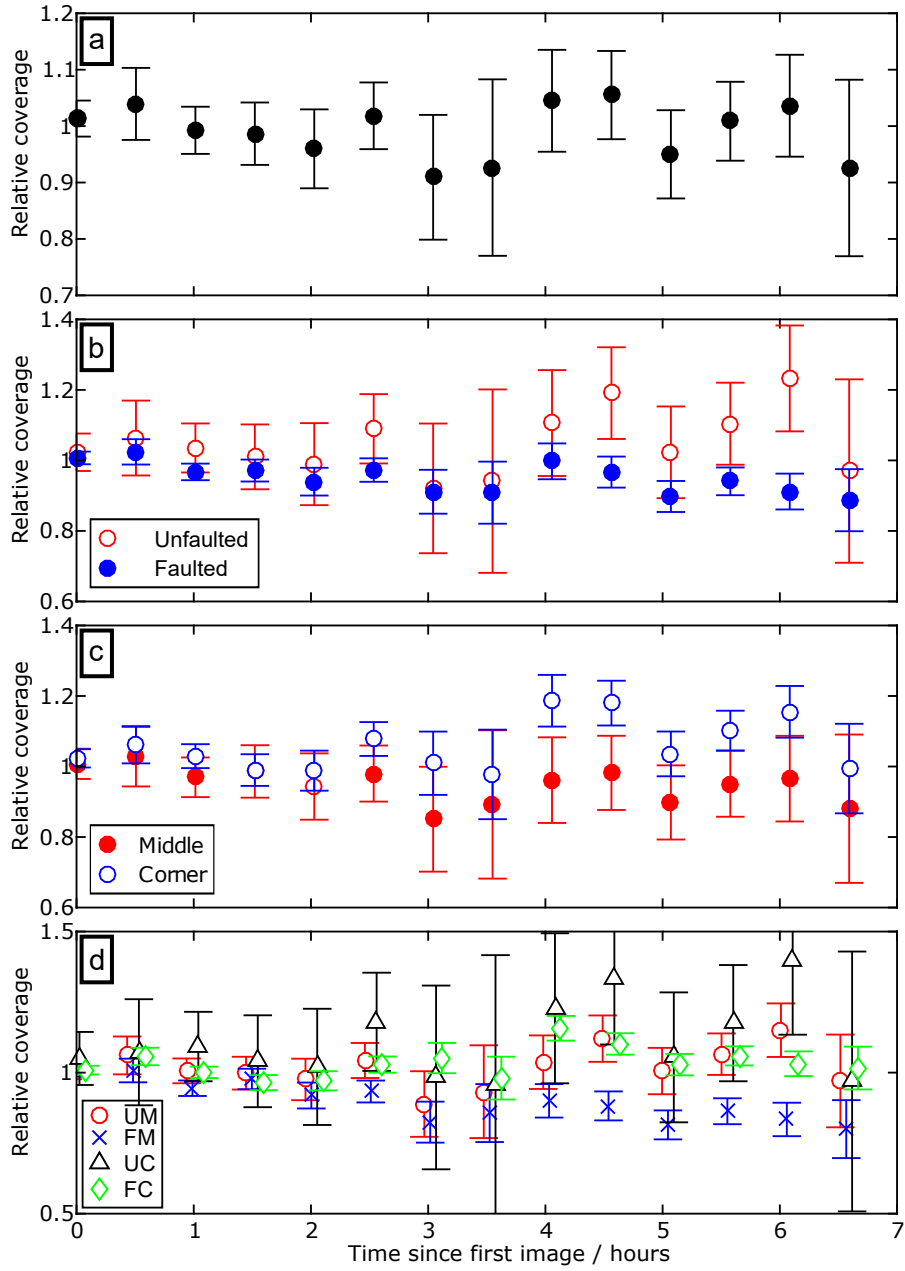 a
Relative coverage
1.2
1.1
1
0.9
0.8
0.7
b
Relative coverage
1.4
1.2
1.0
0.8
0.6
Unfaulted
Faulted
c
Relative coverage
1.4
1.2
1.0
0.8
0.6
Middle
Corner
d
Relative coverage
1.5
1
0.5
UM
FM
UC
FC
0 1 2 3 4 5 6 7
Time since first image / hours